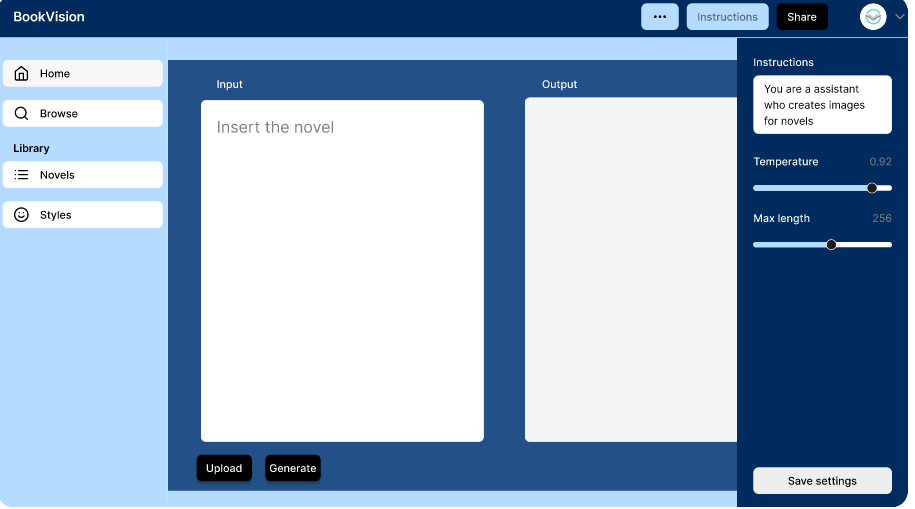 BookVision
•••
Instructions
Share
Home
Browse
Library
Novels
Styles
Input
Insert the novel
Output
Upload
Generate
Instructions
You are a assistant
who creates images
for novels
Temperature 0.92
Max length 256
Save settings